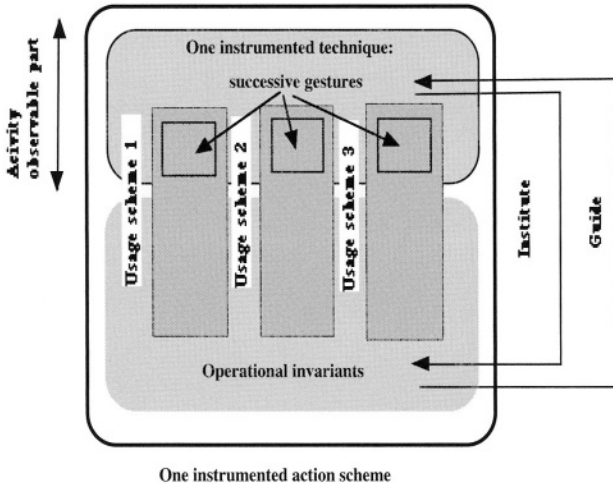 One instrumented technique:
successive gestures
Acivity
observable part
Usage scheme 1
Usage scheme 2
Usage scheme 3
Institute
Guide
Operational invariants
One instrumented action scheme